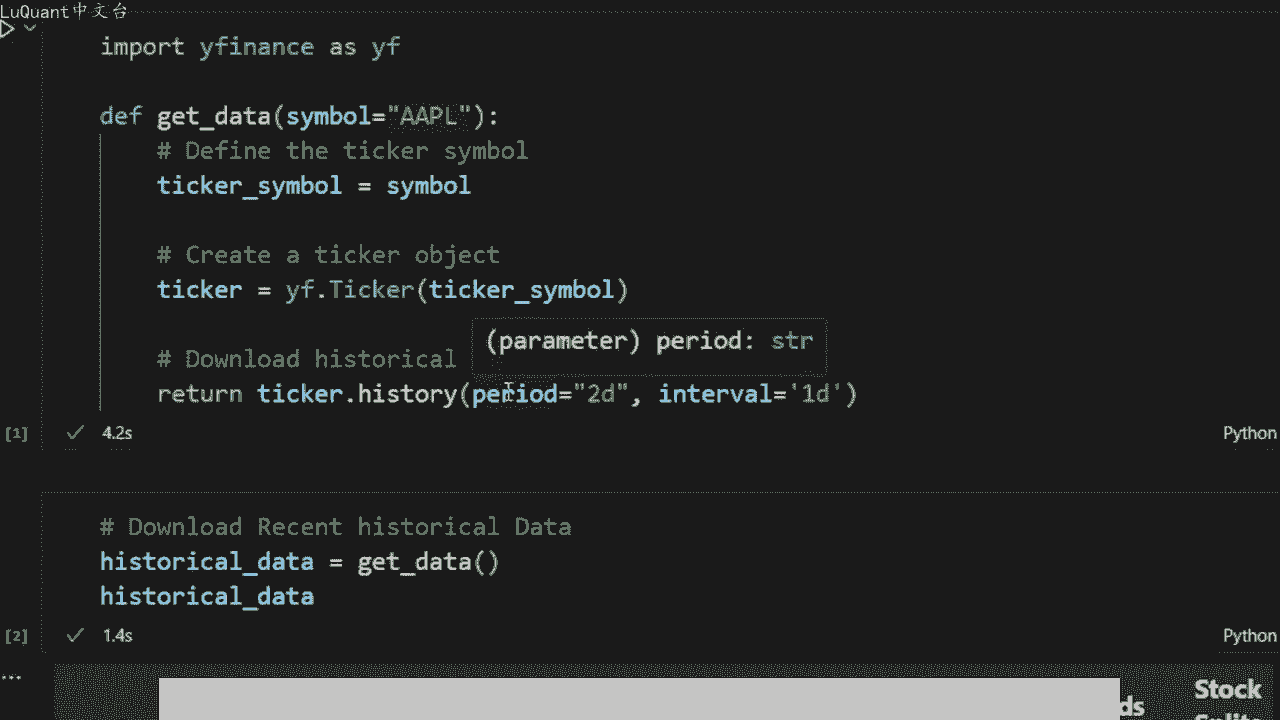 LuQuant中文台
import yfinance as yf
def get_data(symbol="AAPL"):
# Define the ticker symbol
ticker_symbol = symbol
# Create a ticker object
ticker = yf.Ticker(ticker_symbol)
(parameter) period: str
# Download historical
return ticker.history(period="2d", interval='1d')
[1]
4.2s
Python
# Download Recent historical Data
historical_data = get_data()
historical_data
[2]
1.4s
Python
...
Stock
ds